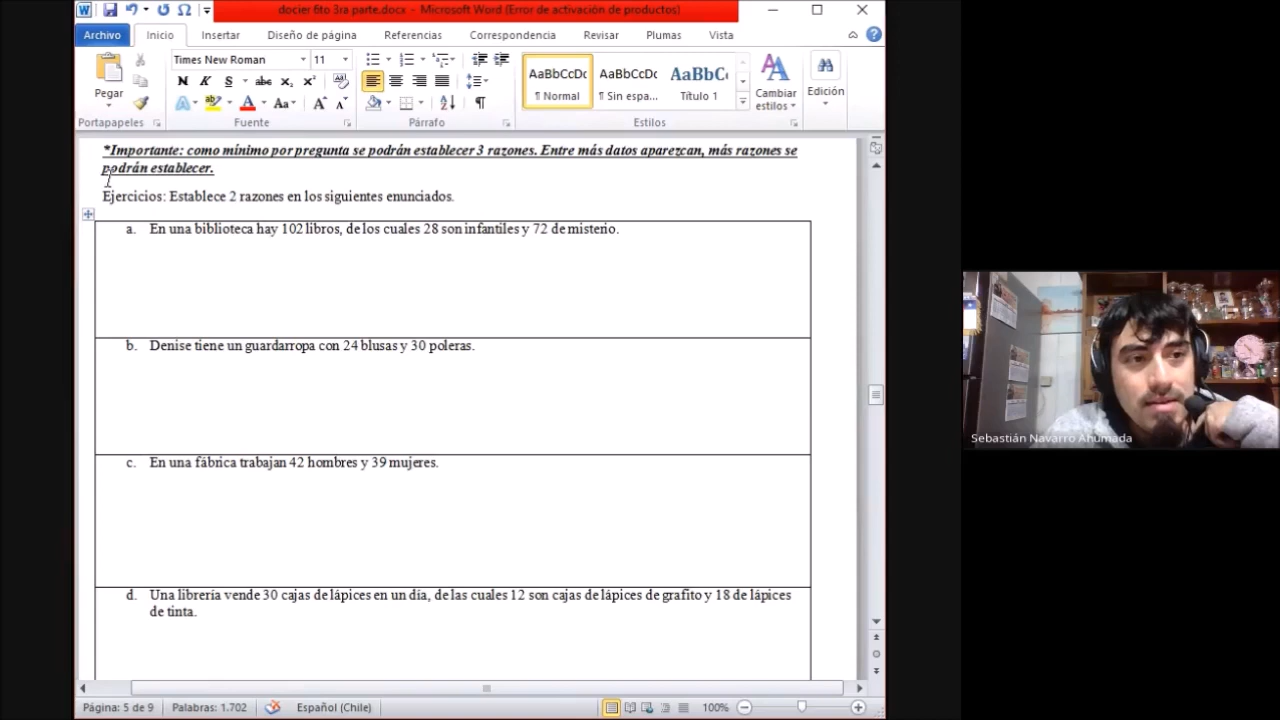 docier 6to 3ra parte.docx - Microsoft Word (Error de activación de productos)
Archivo Inicio Insertar Diseño de página Referencias Correspondencia Revisar Plumas Vista
Times New Roman 11
Pegar
N K S abc x₂ x²
A ab A Aa A A
AaBbCcDc AaBbCcDc AaBbC
¶ Normal ¶ Sin espa... Título 1
Cambiar estilos
Edición
Portapapeles Fuente Párrafo Estilos
*Importante: como mínimo por pregunta se podrán establecer 3 razones. Entre más datos aparezcan, más razones se
podrán establecer.
Ejercicios: Establece 2 razones en los siguientes enunciados.
a. En una biblioteca hay 102 libros, de los cuales 28 son infantiles y 72 de misterio.
b. Denise tiene un guardarropa con 24 blusas y 30 poleras.
c. En una fábrica trabajan 42 hombres y 39 mujeres.
d. Una librería vende 30 cajas de lápices en un día, de las cuales 12 son cajas de lápices de grafito y 18 de lápices
de tinta.
Sebastián Navarro Ahumada
Página: 5 de 9 Palabras: 1.702 Español (Chile) 100%